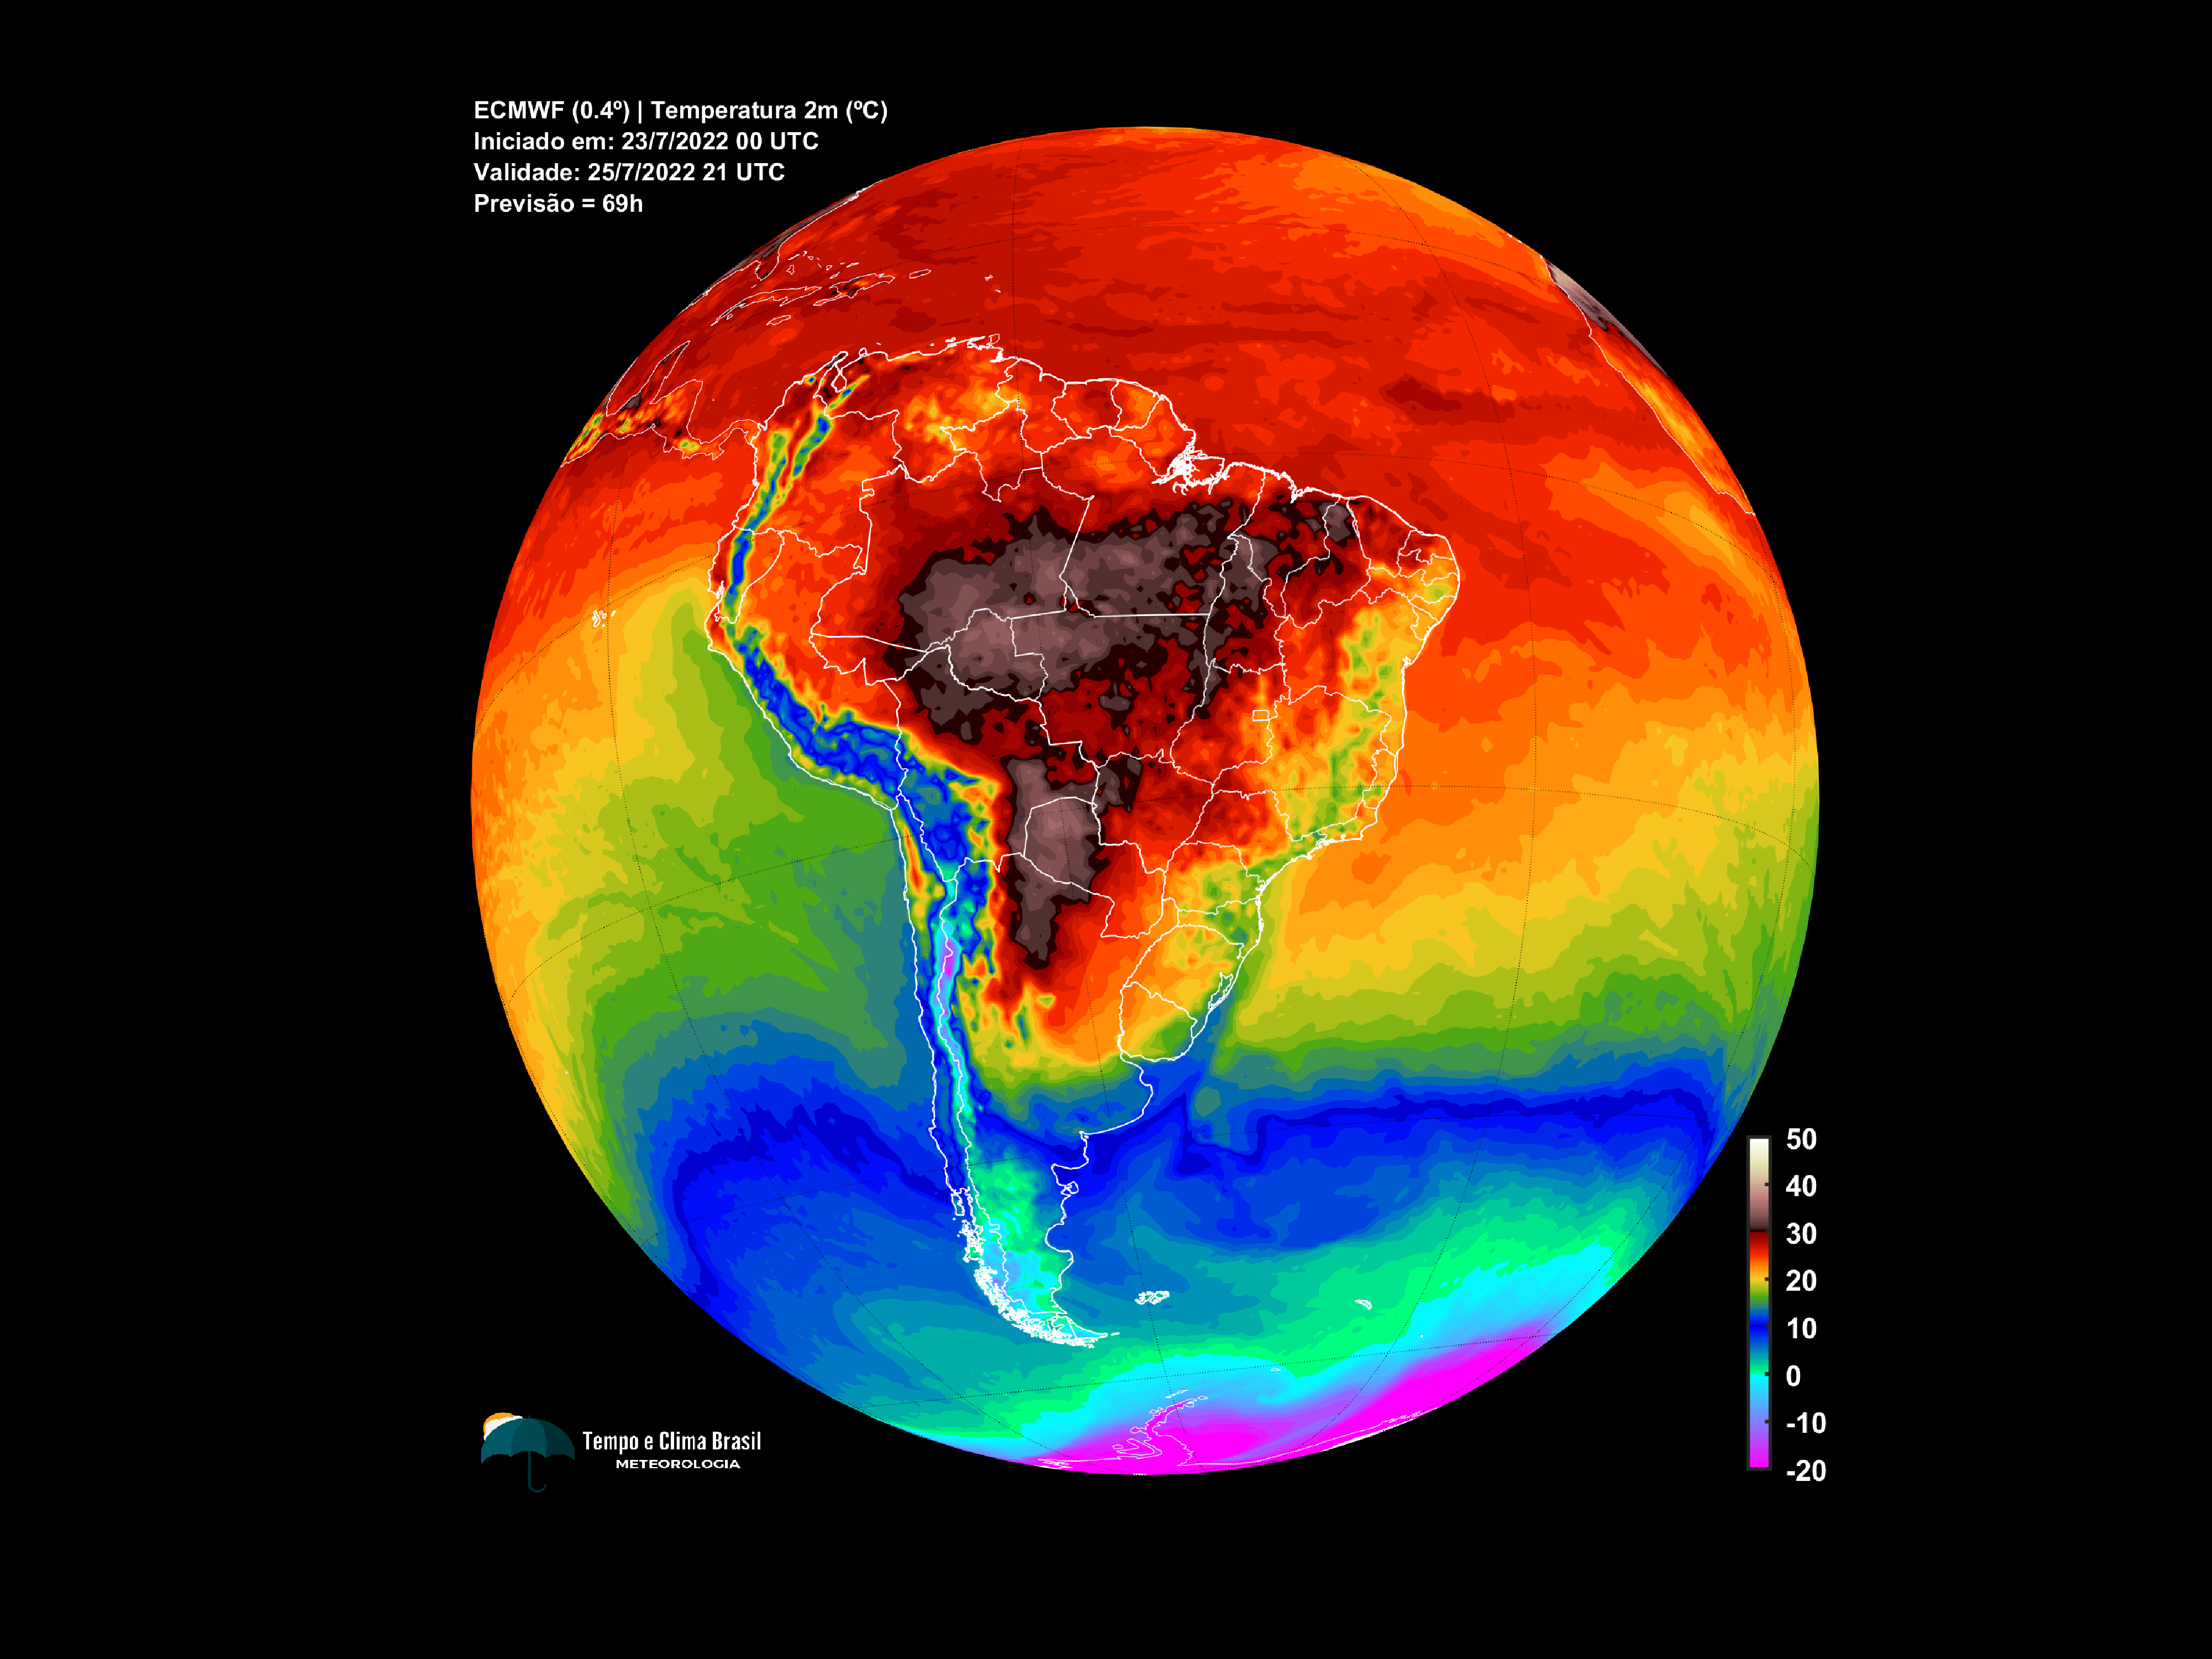 ECMWF (0.4º) | Temperatura 2m (ºC)
Iniciado em: 23/7/2022 00 UTC
Validade: 25/7/2022 21 UTC
Previsão = 69h
50
40
30
20
10
0
-10
-20
Tempo e Clima Brasil
METEOROLOGIA